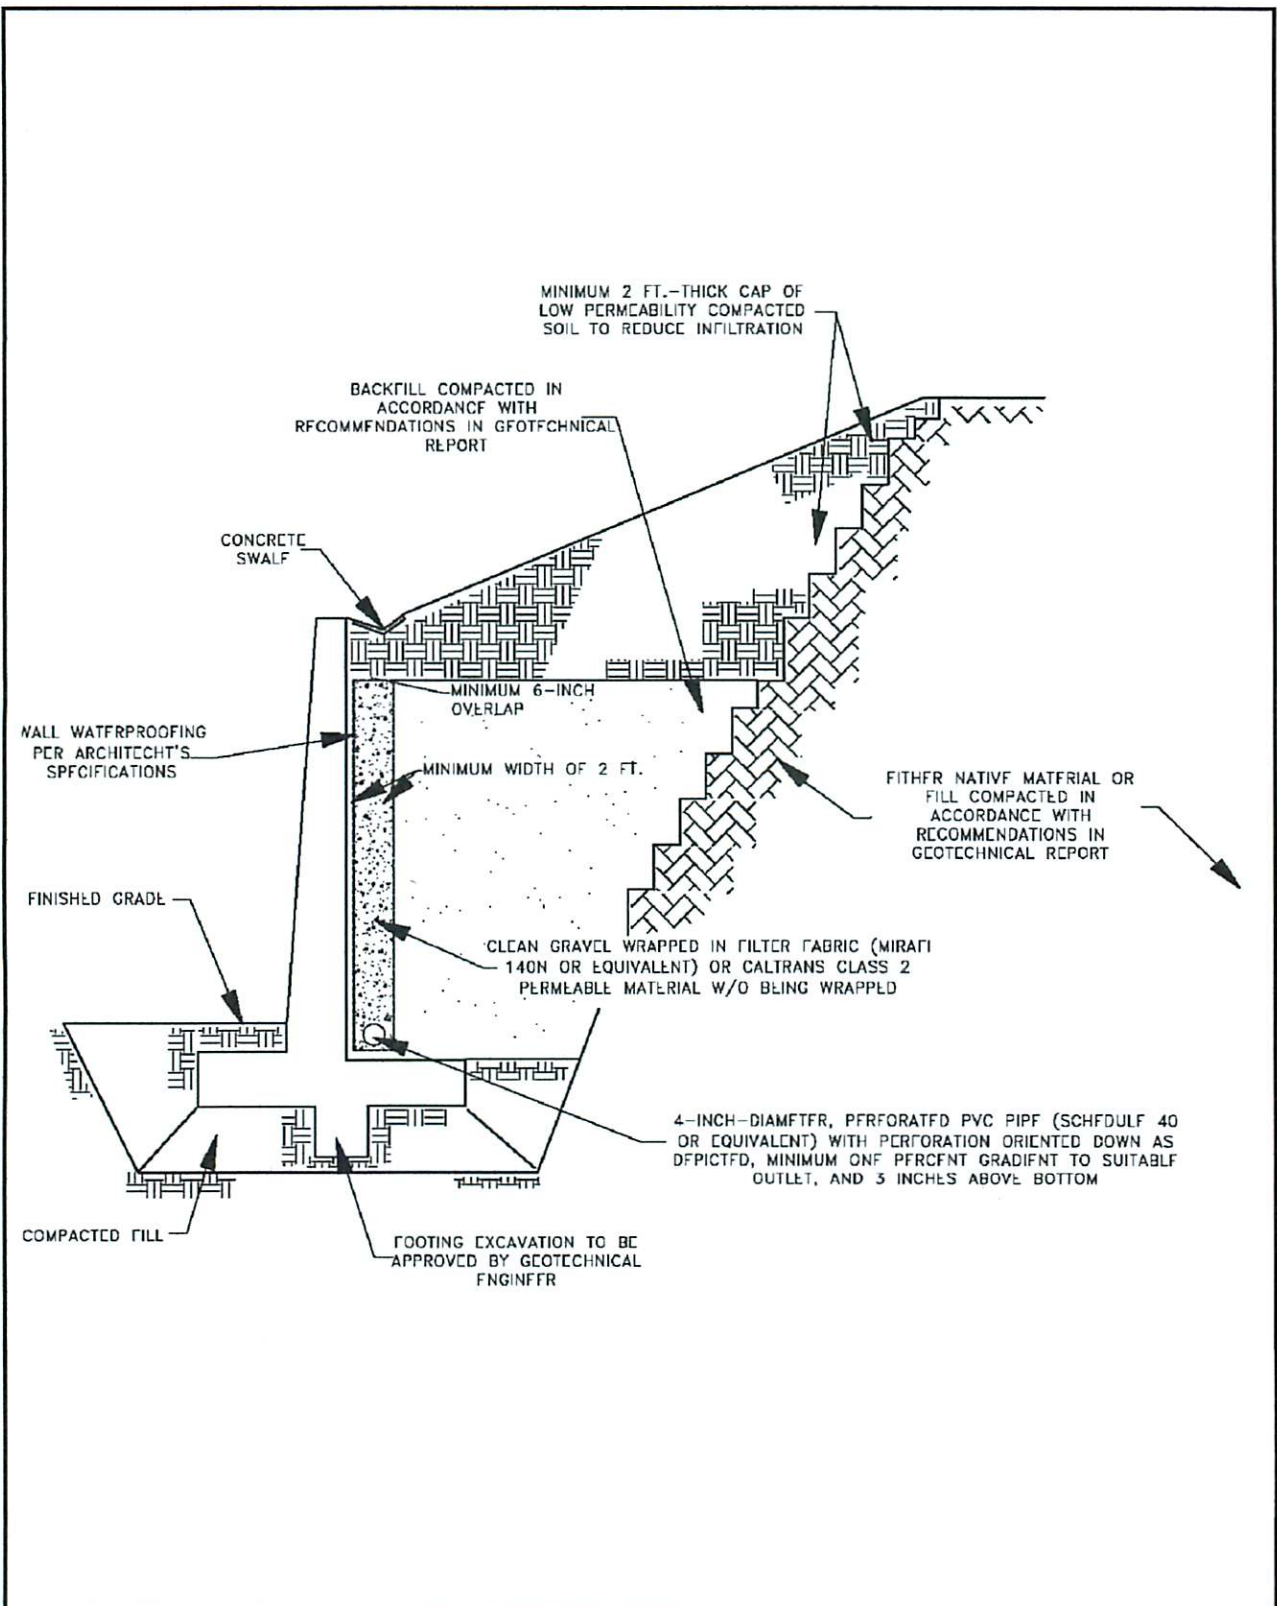 MINIMUM 2 FT.-THICK CAP OF
LOW PERMEABILITY COMPACTED
SOIL TO REDUCE INFILTRATION
BACKFILL COMPACTED IN
ACCORDANCE WITH
RECOMMENDATIONS IN GEOTECHNICAL
REPORT
CONCRETE
SWALE
MINIMUM 6-INCH
OVERLAP
WALL WATERPROOFING
PER ARCHITECHT'S
SPECIFICATIONS
MINIMUM WIDTH OF 2 FT.
EITHER NATIVE MATERIAL OR
FILL COMPACTED IN
ACCORDANCE WITH
RECOMMENDATIONS IN
GEOTECHNICAL REPORT
FINISHED GRADE
CLEAN GRAVEL WRAPPED IN FILTER FABRIC (MIRAFI
140N OR EQUIVALENT) OR CALTRANS CLASS 2
PERMEABLE MATERIAL W/O BEING WRAPPED
4-INCH-DIAMETER, PERFORATED PVC PIPE (SCHEDULE 40
OR EQUIVALENT) WITH PERFORATION ORIENTED DOWN AS
DEPICTED, MINIMUM ONE PERCENT GRADIENT TO SUITABLE
OUTLET, AND 3 INCHES ABOVE BOTTOM
COMPACTED FILL
FOOTING EXCAVATION TO BE
APPROVED BY GEOTECHNICAL
ENGINEER